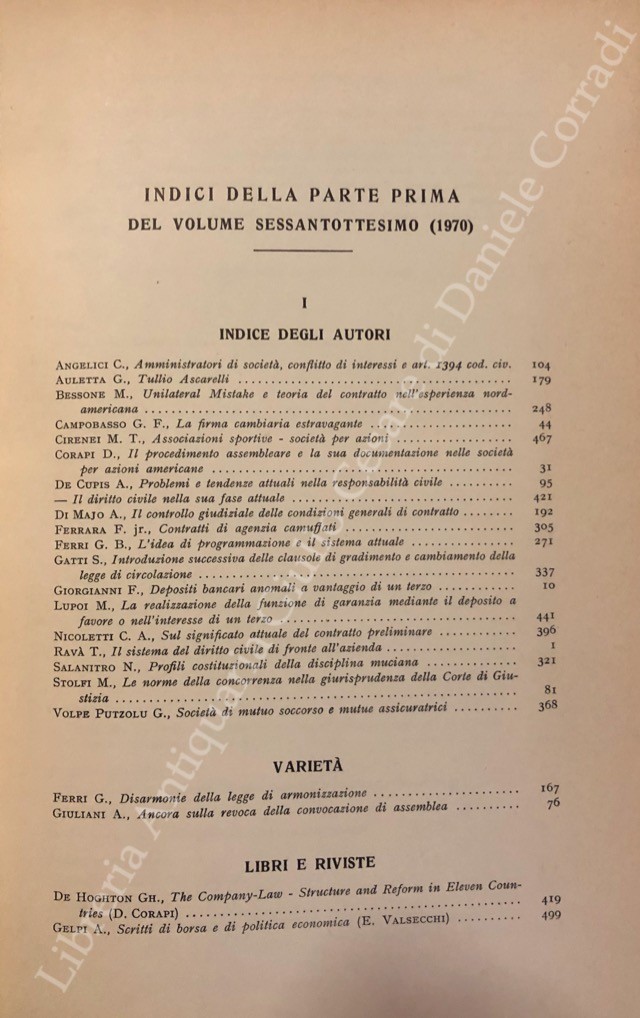 INDICI DELLA PARTE PRIMA
DEL VOLUME SESSANTOTTESIMO (1970)
I
INDICE DEGLI AUTORI
ANGELICI C., Amministratori di società, conflitto di interessi e art. 1394 cod. civ. 104
AULETTA G., Tullio Ascarelli .......... 179
BESSONE M., Unilateral Mistake e teoria del contratto nell'esperienza nord-
americana .......... 248
CAMPOBASSO G. F., La firma cambiaria estravagante .......... 44
CIRENEI M. T., Associazioni sportive - società per azioni .......... 467
CORAPI D., Il procedimento assembleare e la sua documentazione nelle società
per azioni americane .......... 31
DE CUPIS A., Problemi e tendenze attuali nella responsabilità civile .......... 95
— Il diritto civile nella sua fase attuale .......... 421
DI MAJO A., Il controllo giudiziale delle condizioni generali di contratto ........ 192
FERRARA F. jr., Contratti di agenzia camuffati .......... 305
FERRI G. B., L'idea di programmazione e il sistema attuale .......... 271
GATTI S., Introduzione successiva delle clausole di gradimento e cambiamento della
legge di circolazione .......... 337
GIORGIANNI F., Depositi bancari anomali a vantaggio di un terzo .......... 10
LUPOI M., La realizzazione della funzione di garanzia mediante il deposito a
favore o nell'interesse di un terzo .......... 441
NICOLETTI C. A., Sul significato attuale del contratto preliminare .......... 396
RAVÀ T., Il sistema del diritto civile di fronte all'azienda .......... 1
SALANITRO N., Profili costituzionali della disciplina muciana .......... 321
STOLFI M., Le norme della concorrenza nella giurisprudenza della Corte di Giu-
stizia .......... 81
VOLPE PUTZOLU G., Società di mutuo soccorso e mutue assicuratrici .......... 368
VARIETÀ
FERRI G., Disarmonie della legge di armonizzazione .......... 167
GIULIANI A., Ancora sulla revoca della convocazione di assemblea .......... 76
LIBRI E RIVISTE
DE HOGHTON GH., The Company-Law - Structure and Reform in Eleven Coun-
tries (D. CORAPI) .......... 419
GELPI A., Scritti di borsa e di politica economica (E. VALSECCHI) .......... 499
Libreria Antiquaria di Daniele Corradi